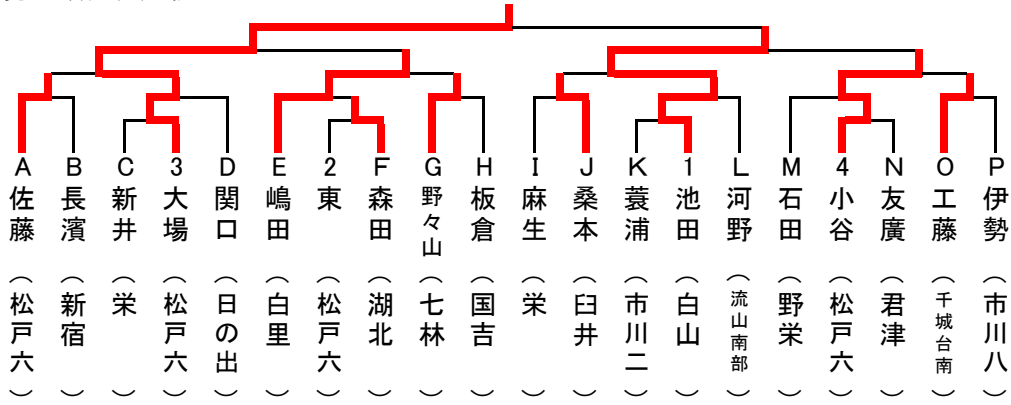 A 佐藤 （松戸六）
B 長濱 （新宿）
C 新井 （栄）
3 大場 （松戸六）
D 関口 （日の出）
E 嶋田 （白里）
2 東 （松戸六）
F 森田 （湖北）
G 野々山 （七林）
H 板倉 （国吉）
I 麻生 （栄）
J 桑本 （臼井）
K 蓑浦 （市川二）
1 池田 （白山）
L 河野 （流山南部）
M 石田 （野栄）
4 小谷 （松戸六）
N 友廣 （君津）
O 工藤 （千城台南）
P 伊勢 （市川八）